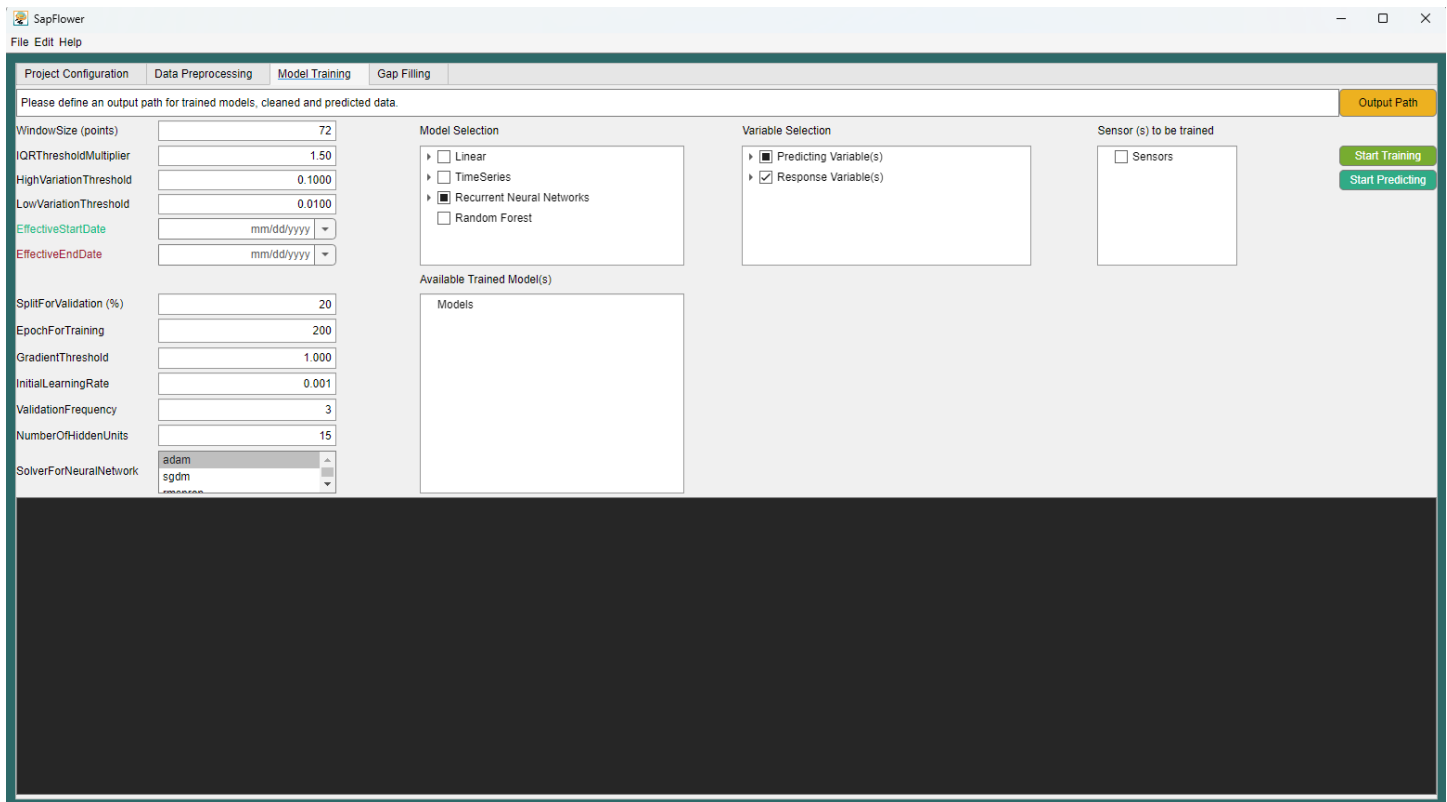 SapFlower
File Edit Help
Project Configuration Data Preprocessing Model Training Gap Filling
Please define an output path for trained models, cleaned and predicted data.
Output Path
WindowSize (points) 72
IQRThresholdMultiplier 1.50
HighVariationThreshold 0.1000
LowVariationThreshold 0.0100
EffectiveStartDate mm/dd/yyyy
EffectiveEndDate mm/dd/yyyy
SplitForValidation (%) 20
EpochForTraining 200
GradientThreshold 1.000
InitialLearningRate 0.001
ValidationFrequency 3
NumberOfHiddenUnits 15
SolverForNeuralNetwork
adam
sgdm
Model Selection
Linear
TimeSeries
Recurrent Neural Networks
Random Forest
Available Trained Model(s)
Models
Variable Selection
Predicting Variable(s)
Response Variable(s)
Sensor (s) to be trained
Sensors
Start Training
Start Predicting